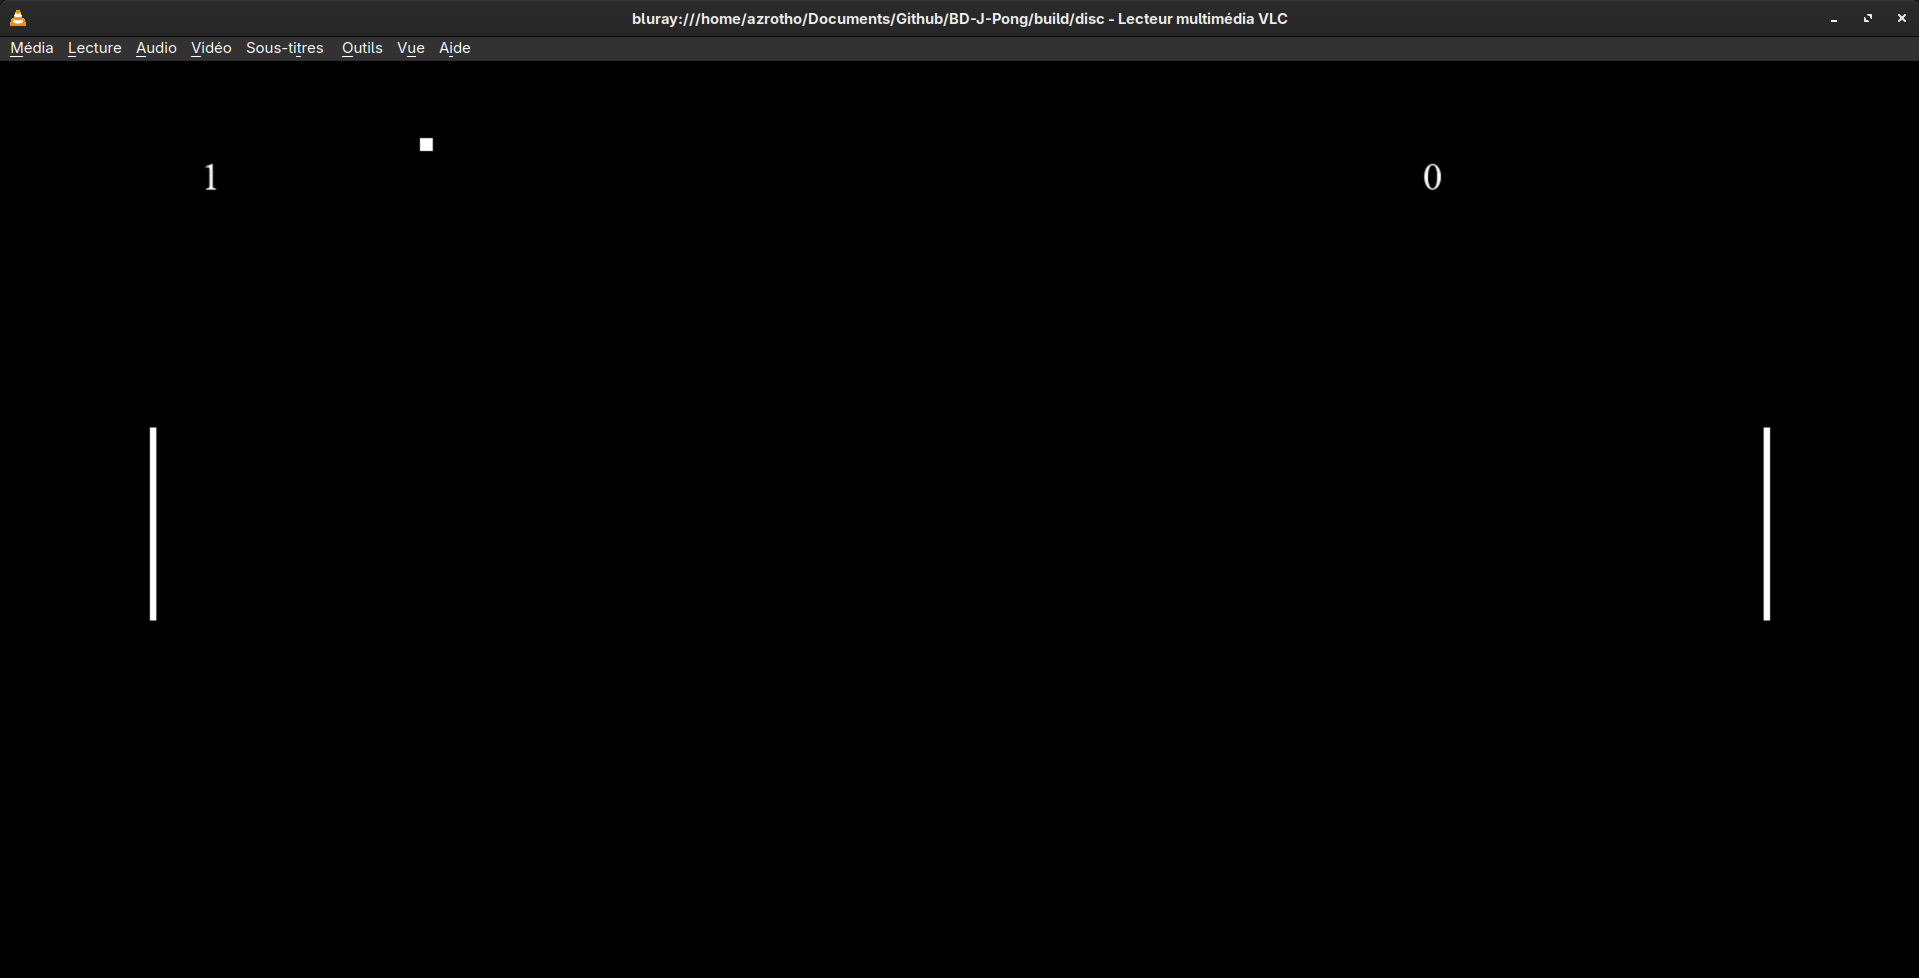 bluray:///home/azrotho/Documents/Github/BD-J-Pong/build/disc - Lecteur multimédia VLC
Média Lecture Audio Vidéo Sous-titres Outils Vue Aide
1 0